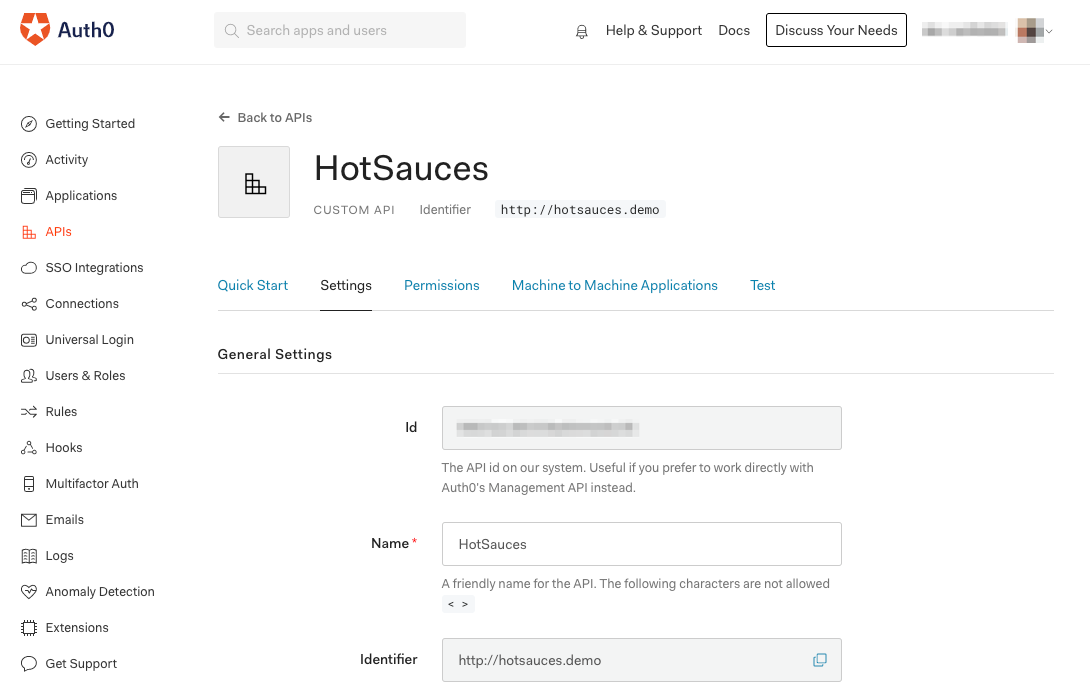 Auth0
Search apps and users
Help & Support
Docs
Discuss Your Needs
Getting Started
Activity
Applications
APIs
SSO Integrations
Connections
Universal Login
Users & Roles
Rules
Hooks
Multifactor Auth
Emails
Logs
Anomaly Detection
Extensions
Get Support
← Back to APIs
HotSauces
CUSTOM API Identifier http://hotsauces.demo
Quick Start Settings Permissions Machine to Machine Applications Test
General Settings
Id
The API id on our system. Useful if you prefer to work directly with
Auth0's Management API instead.
Name *
HotSauces
A friendly name for the API. The following characters are not allowed
< >
Identifier
http://hotsauces.demo